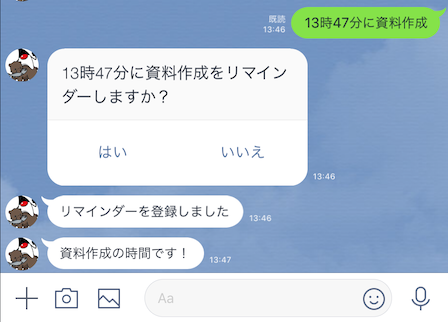 13時47分に資料作成
既読
13:46
13時47分に資料作成をリマイン
ダーしますか？
はい いいえ
13:46
リマインダーを登録しました
13:46
資料作成の時間です！
13:47
Aa